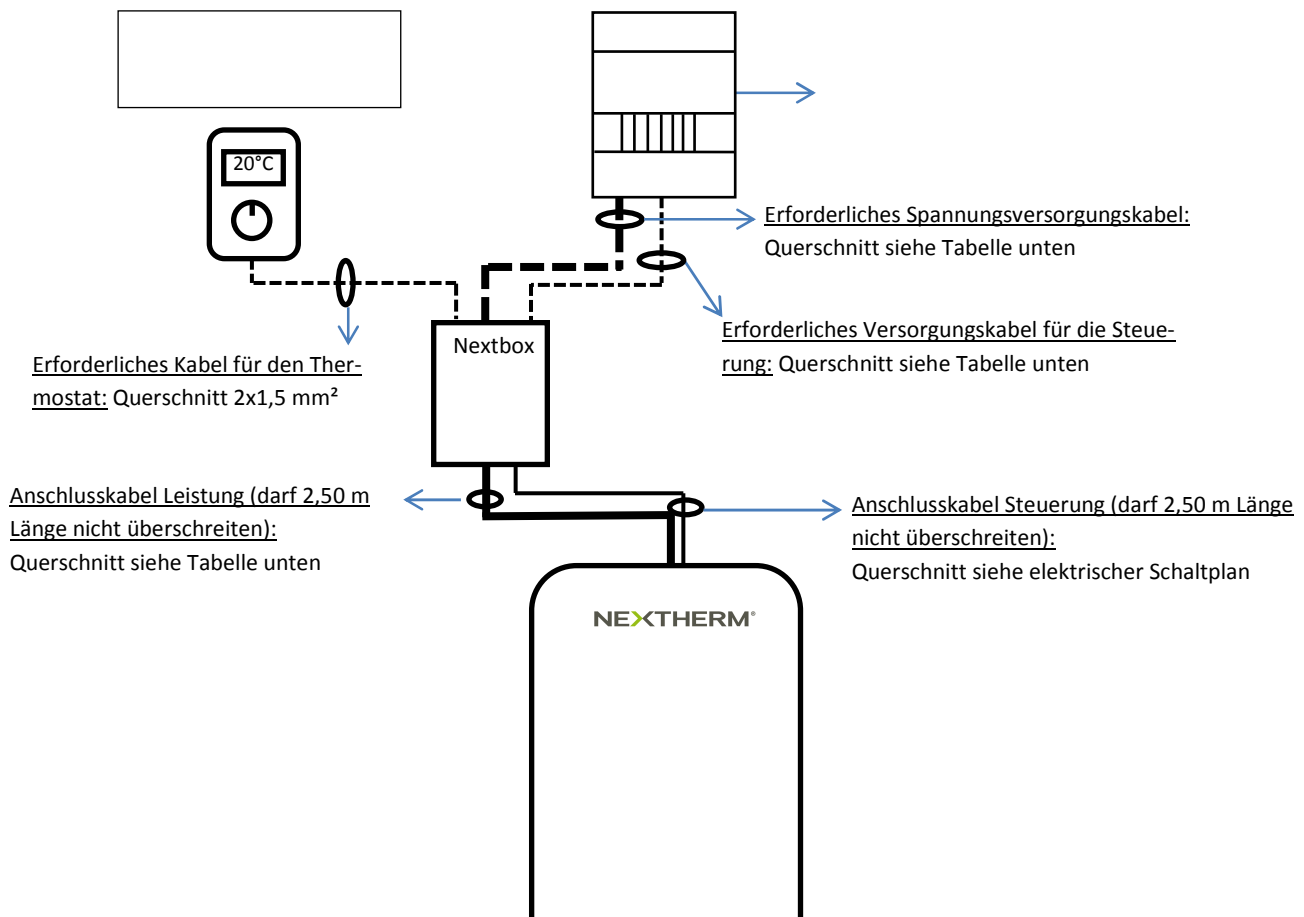 20°C
Erforderliches Spannungsversorgungskabel:
Querschnitt siehe Tabelle unten
Erforderliches Versorgungskabel für die Steue-
rung: Querschnitt siehe Tabelle unten
Nextbox
Erforderliches Kabel für den Ther-
mostat: Querschnitt 2x1,5 mm²
Anschlusskabel Leistung (darf 2,50 m
Länge nicht überschreiten):
Querschnitt siehe Tabelle unten
Anschlusskabel Steuerung (darf 2,50 m Länge
nicht überschreiten):
Querschnitt siehe elektrischer Schaltplan
NEXTHERM®